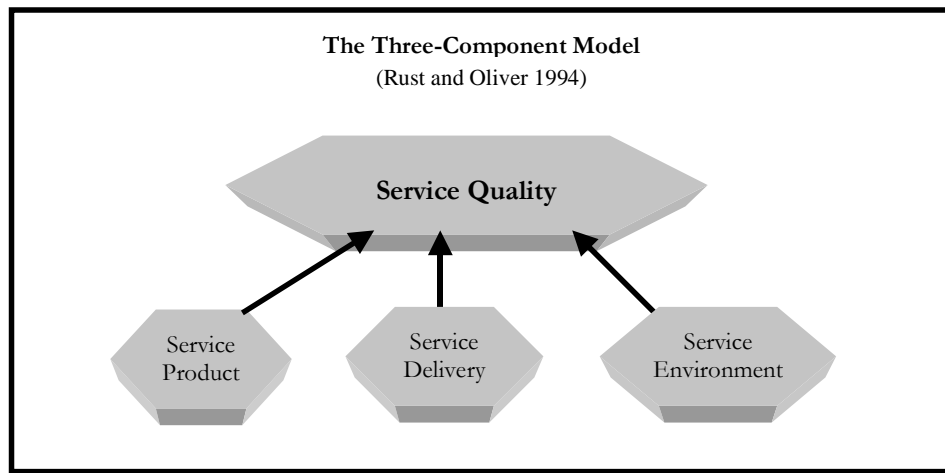 The Three-Component Model
(Rust and Oliver 1994)
Service Quality
Service
Product
Service
Delivery
Service
Environment